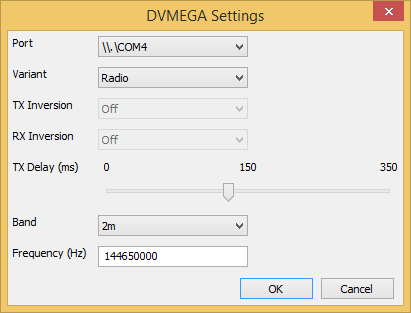 DVMEGA Settings
Port \\.\COM4
Variant Radio
TX Inversion Off
RX Inversion Off
TX Delay (ms) 0 150 350
Band 2m
Frequency (Hz) 144650000
OK Cancel